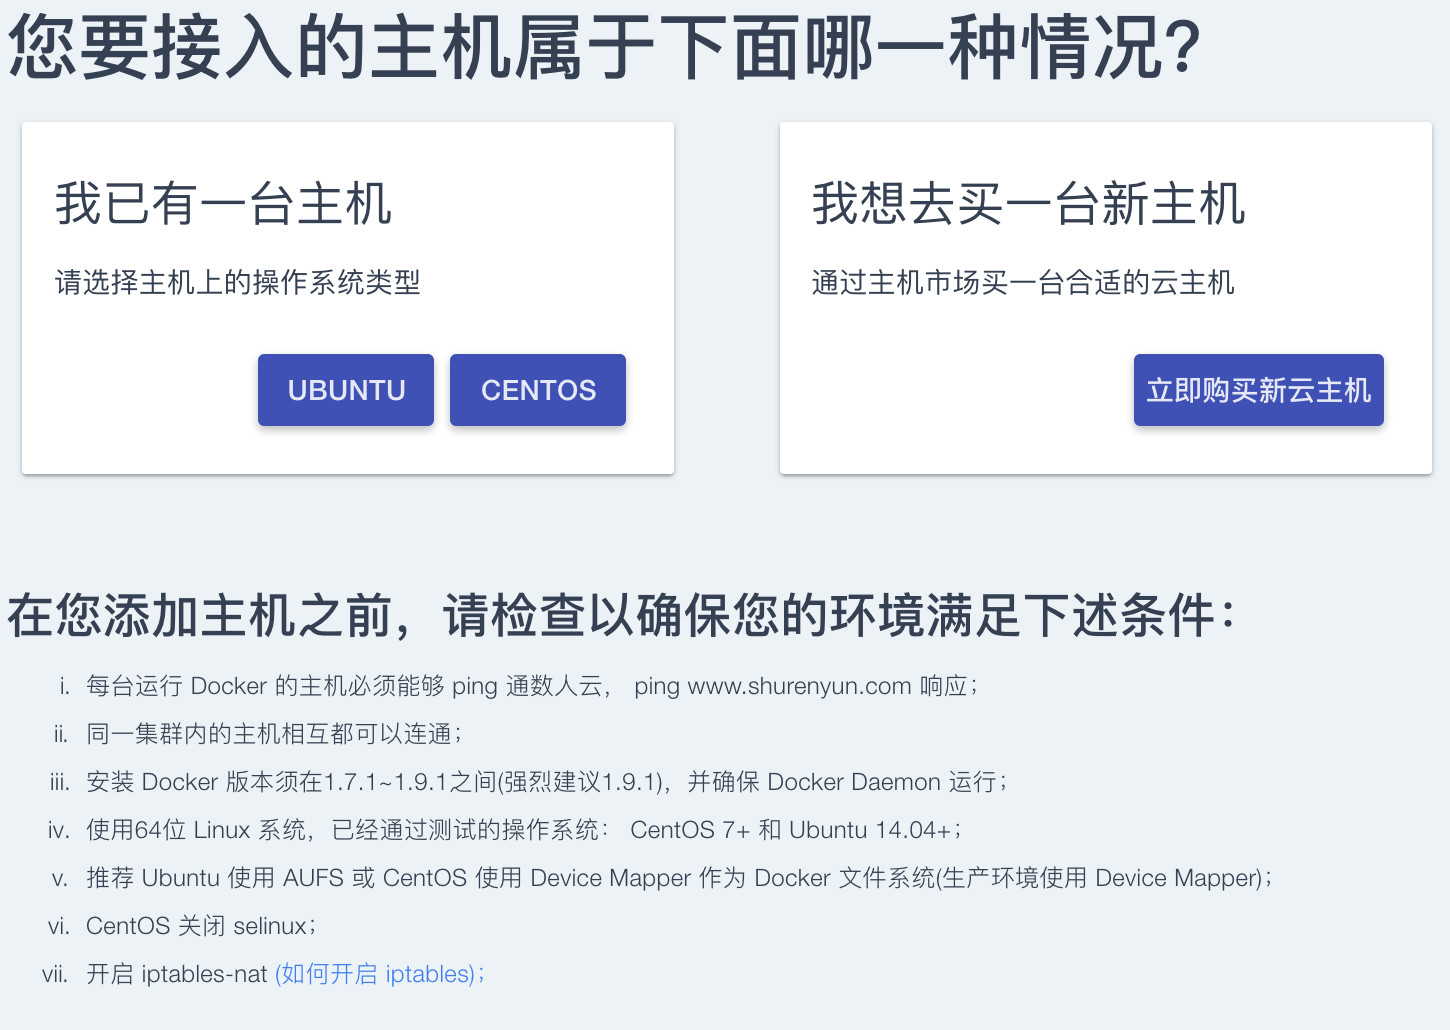 您要接入的主机属于下面哪一种情况?
我已有一台主机
请选择主机上的操作系统类型
UBUNTU
CENTOS
我想去买一台新主机
通过主机市场买一台合适的云主机
立即购买新云主机
在您添加主机之前，请检查以确保您的环境满足下述条件：
i. 每台运行 Docker 的主机必须能够 ping 通数人云， ping www.shurenyun.com 响应；
ii. 同一集群内的主机相互都可以连通；
iii. 安装 Docker 版本须在1.7.1~1.9.1之间(强烈建议1.9.1)，并确保 Docker Daemon 运行；
iv. 使用64位 Linux 系统，已经通过测试的操作系统： CentOS 7+ 和 Ubuntu 14.04+；
v. 推荐 Ubuntu 使用 AUFS 或 CentOS 使用 Device Mapper 作为 Docker 文件系统(生产环境使用 Device Mapper)；
vi. CentOS 关闭 selinux；
vii. 开启 iptables-nat (如何开启 iptables)；